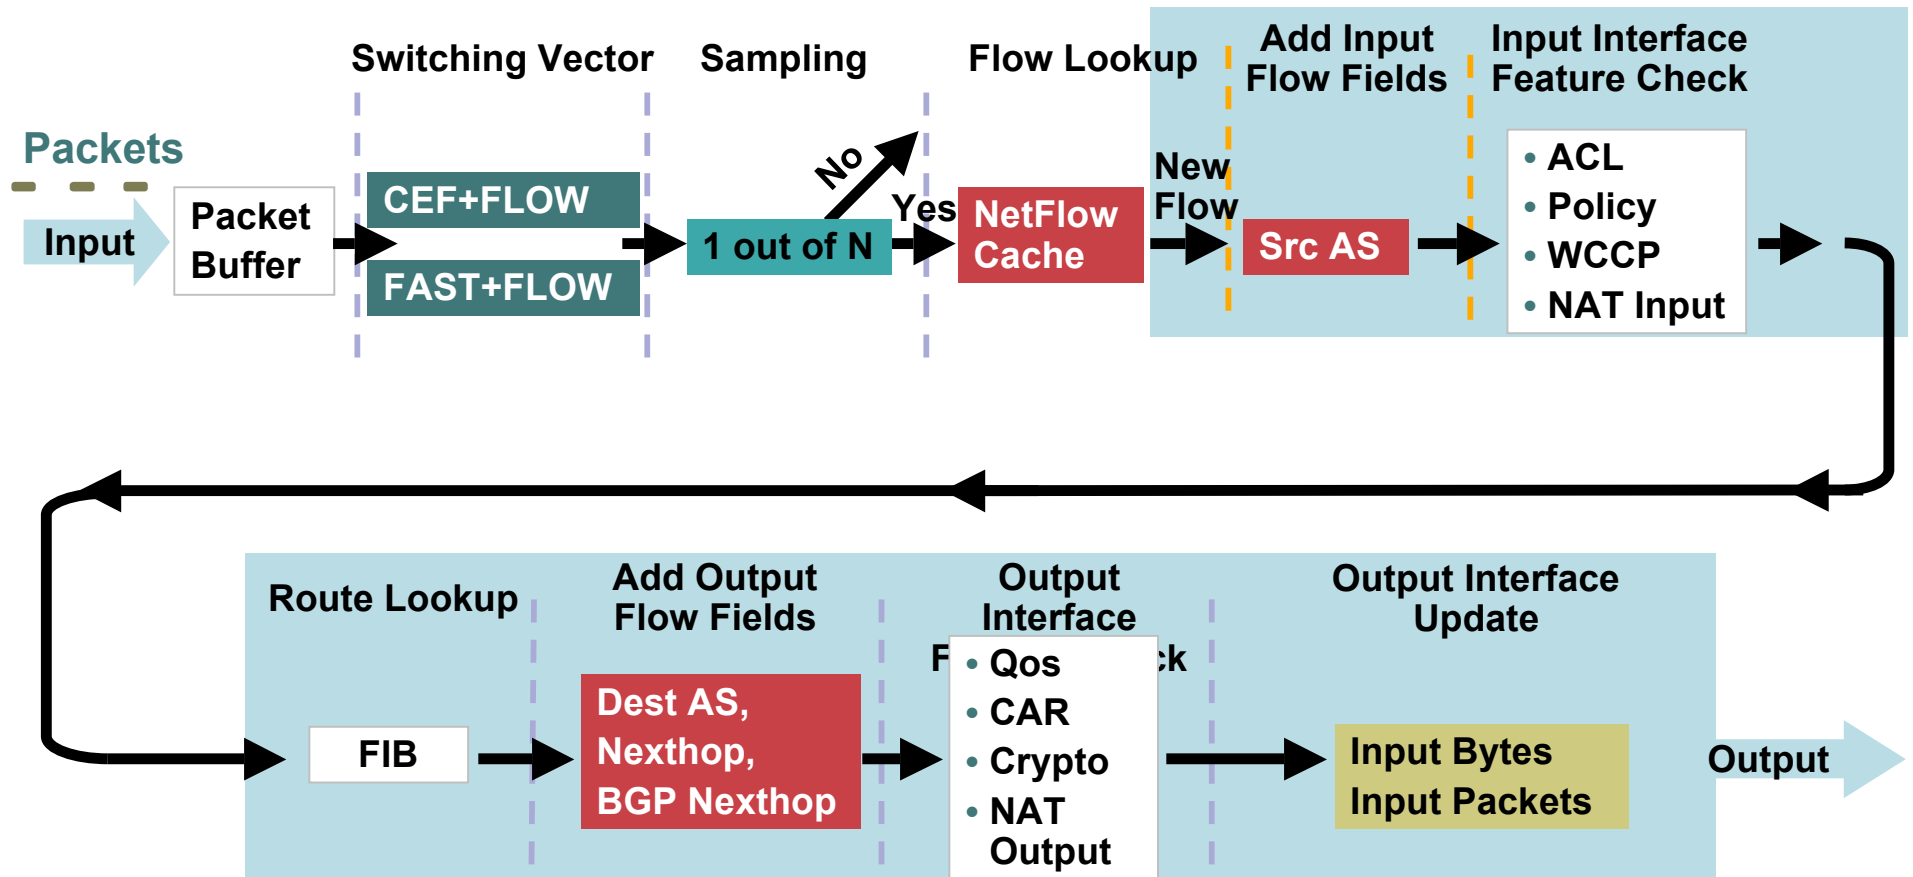 Switching Vector
Sampling
Flow Lookup
Add Input
Flow Fields
Input Interface
Feature Check
Packets
Input
Packet
Buffer
CEF+FLOW
FAST+FLOW
No
1 out of N
Yes
NetFlow
Cache
New
Flow
Src AS
• ACL
• Policy
• WCCP
• NAT Input
Route Lookup
Add Output
Flow Fields
Output
Interface
Output Interface
Update
FIB
Dest AS,
Nexthop,
BGP Nexthop
• Qos
• CAR
• Crypto
• NAT
Output
Input Bytes
Input Packets
Output